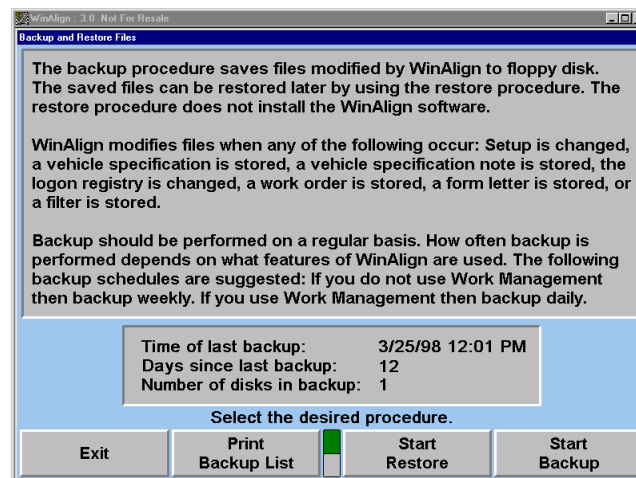 WinAlign : 3.0 Not For Resale
Backup and Restore Files
The backup procedure saves files modified by WinAlign to floppy disk.
The saved files can be restored later by using the restore procedure. The
restore procedure does not install the WinAlign software.
WinAlign modifies files when any of the following occur: Setup is changed,
a vehicle specification is stored, a vehicle specification note is stored, the
logon registry is changed, a work order is stored, a form letter is stored, or
a filter is stored.
Backup should be performed on a regular basis. How often backup is
performed depends on what features of WinAlign are used. The following
backup schedules are suggested: If you do not use Work Management
then backup weekly. If you use Work Management then backup daily.
Time of last backup: 3/25/98 12:01 PM
Days since last backup: 12
Number of disks in backup: 1
Select the desired procedure.
Exit
Print
Backup List
Start
Restore
Start
Backup